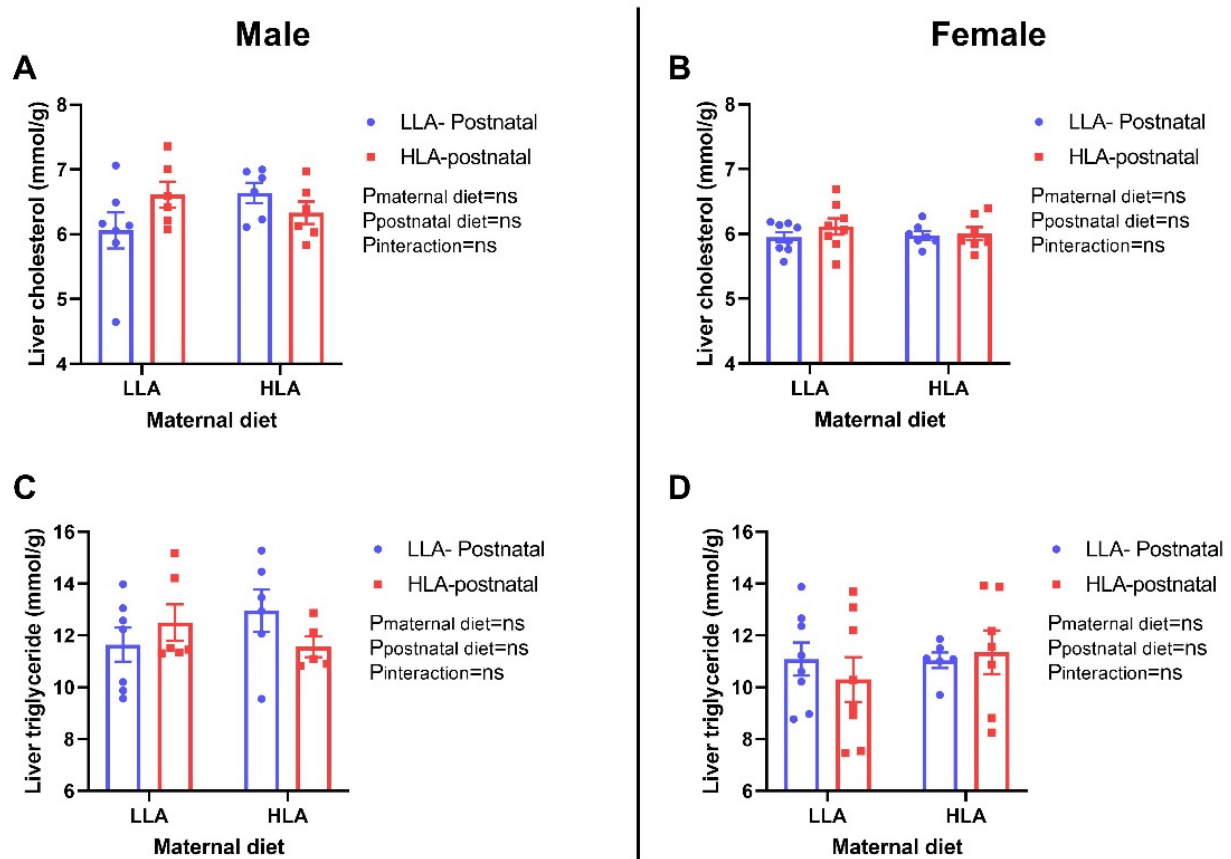 Male
Female
A
8
7
6
5
4
Liver cholesterol (mmol/g)
LLA
HLA
Maternal diet
LLA- Postnatal
HLA-postnatal
Pmaternal diet=ns
Ppostnatal diet=ns
Pinteraction=ns
B
8
7
6
5
4
Liver cholesterol (mmol/g)
LLA
HLA
Maternal diet
LLA- Postnatal
HLA-postnatal
Pmaternal diet=ns
Ppostnatal diet=ns
Pinteraction=ns
C
16
14
12
10
8
6
Liver triglyceride (mmol/g)
LLA
HLA
Maternal diet
LLA- Postnatal
HLA-postnatal
Pmaternal diet=ns
Ppostnatal diet=ns
Pinteraction=ns
D
16
14
12
10
8
6
Liver triglyceride (mmol/g)
LLA
HLA
Maternal diet
LLA- Postnatal
HLA-postnatal
Pmaternal diet=ns
Ppostnatal diet=ns
Pinteraction=ns